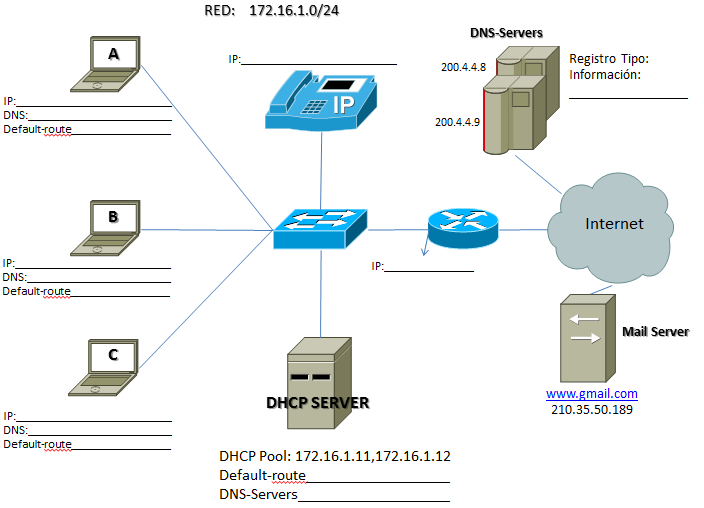 RED: 172.16.1.0/24
DNS-Servers
A
IP:
200.4.4.8
Registro Tipo:
Información:
IP:
DNS:
Default-route
IP
200.4.4.9
B
Internet
IP:
DNS:
Default-route
IP:
Mail Server
C
DHCP SERVER
www.gmail.com
210.35.50.189
IP:
DNS:
Default-route
DHCP Pool: 172.16.1.11,172.16.1.12
Default-route
DNS-Servers